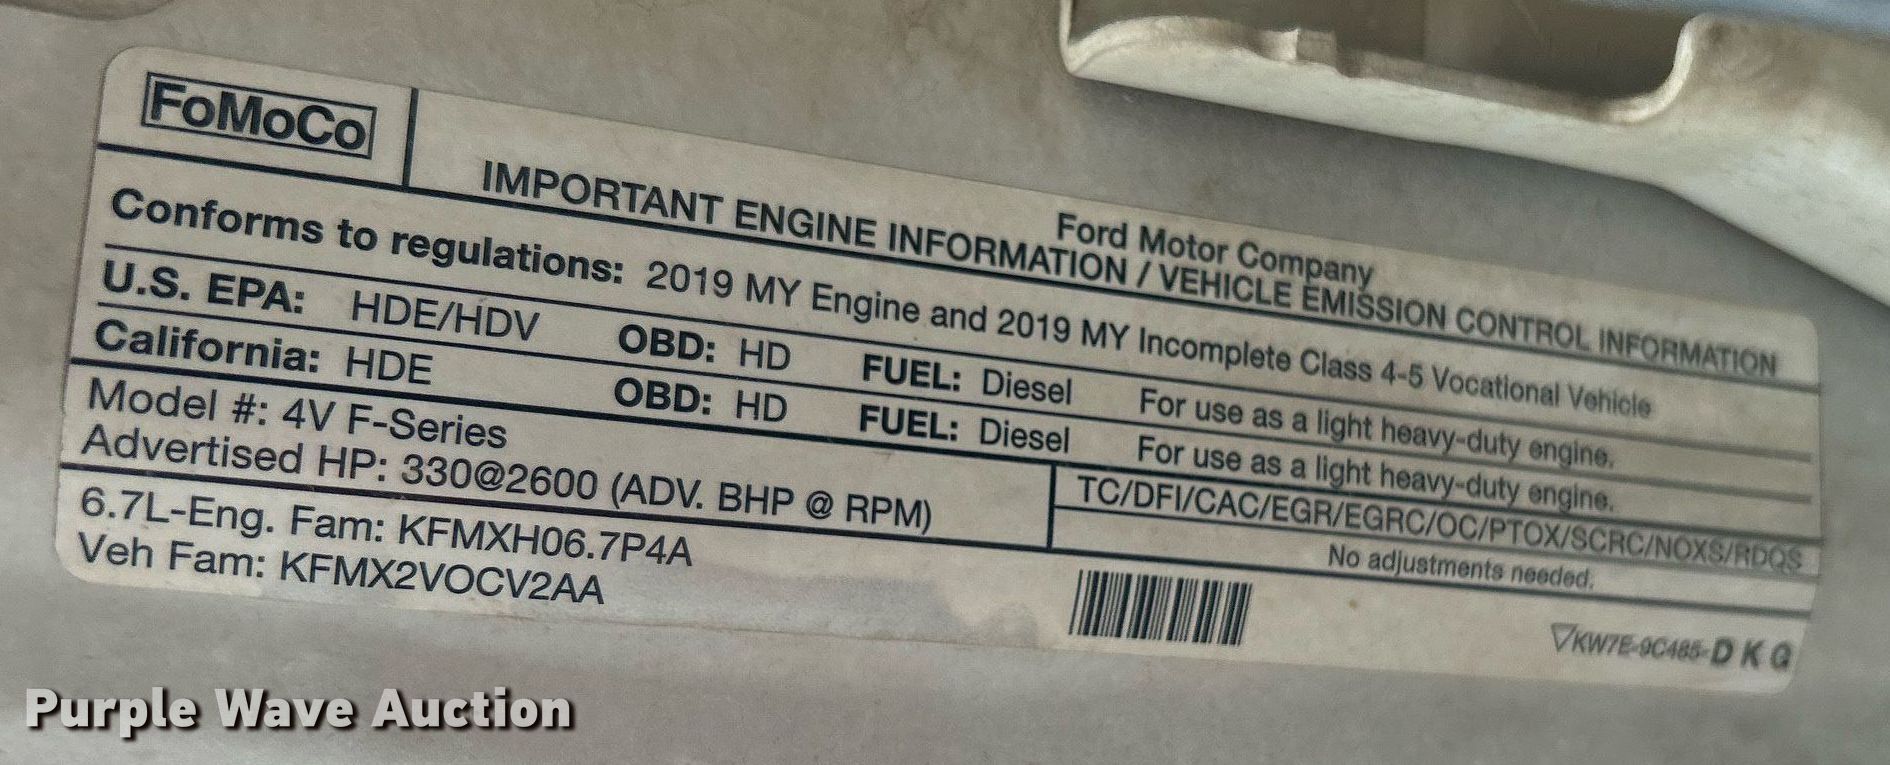 FoMoCo
Ford Motor Company
IMPORTANT ENGINE INFORMATION / VEHICLE EMISSION CONTROL INFORMATION
Conforms to regulations: 2019 MY Engine and 2019 MY Incomplete Class 4-5 Vocational Vehicle
U.S. EPA: HDE/HDV OBD: HD FUEL: Diesel For use as a light heavy-duty engine.
California: HDE OBD: HD FUEL: Diesel For use as a light heavy-duty engine.
Model #: 4V F-Series
Advertised HP: 330@2600 (ADV. BHP @ RPM)
TC/DFI/CAC/EGR/EGRC/OC/PTOX/SCRC/NOXS/RDQS
No adjustments needed.
6.7L-Eng. Fam: KFMXH06.7P4A
Veh Fam: KFMX2VOCV2AA
KW7E-9C485-D K G
Purple Wave Auction